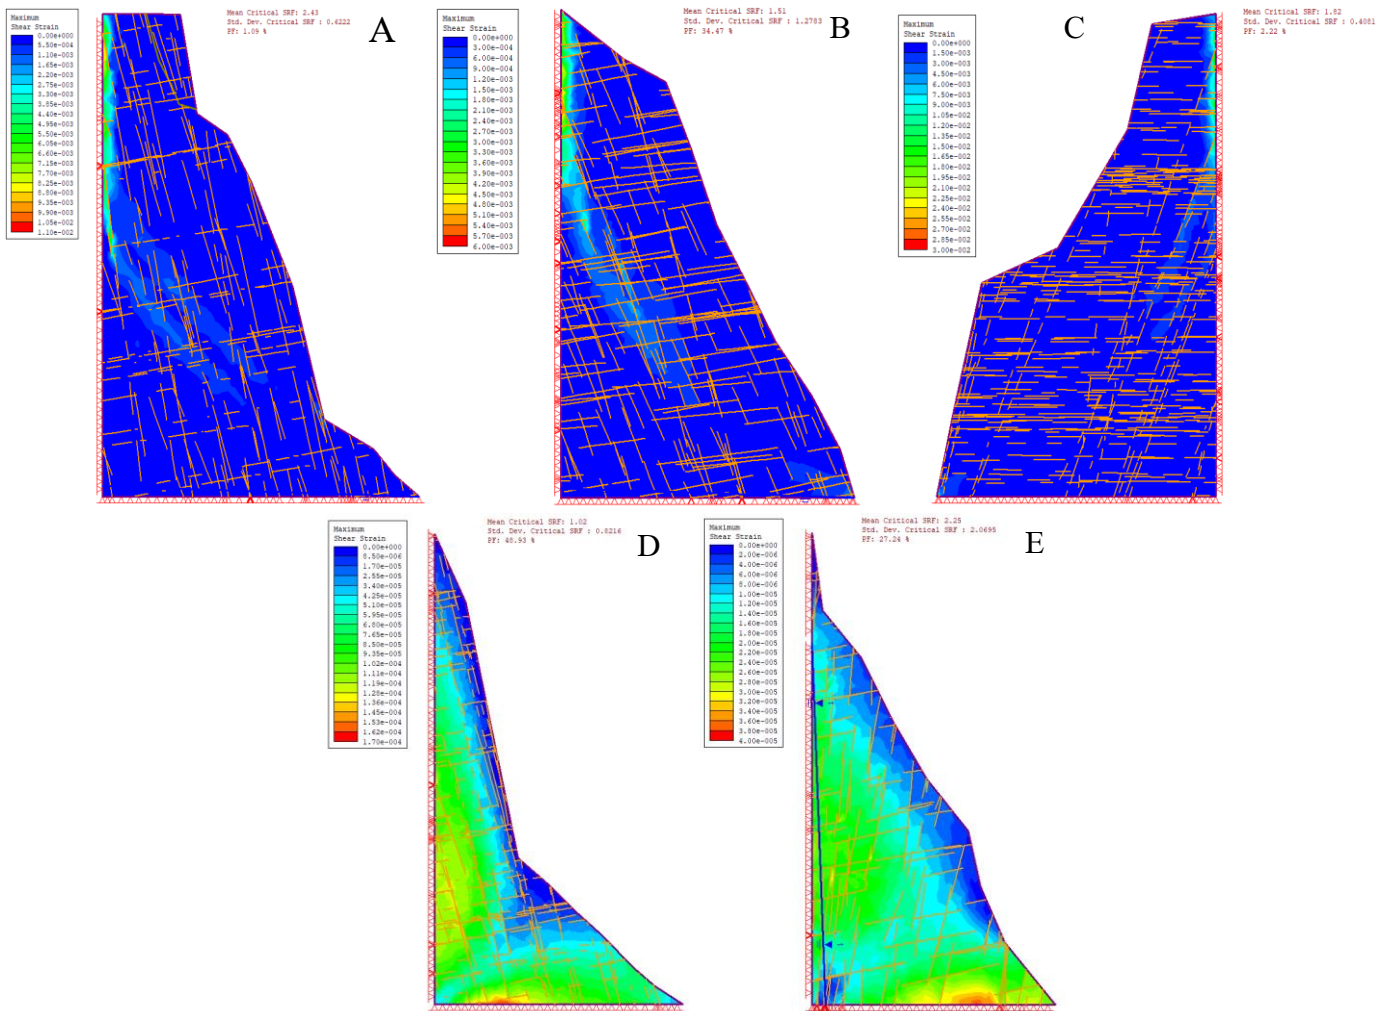 Maximum
Shear Strain
0.00e+000
5.50e-004
1.10e-003
1.65e-003
2.20e-003
2.75e-003
3.30e-003
3.85e-003
4.40e-003
4.95e-003
5.50e-003
6.05e-003
6.60e-003
7.15e-003
7.70e-003
8.25e-003
8.80e-003
9.35e-003
9.90e-003
1.05e-002
1.10e-002
Mean Critical SRF: 2.43
Std. Dev. Critical SRF : 0.6222
PF: 1.09 %
A
Maximum
Shear Strain
0.00e+000
3.00e-004
6.00e-004
9.00e-004
1.20e-003
1.50e-003
1.80e-003
2.10e-003
2.40e-003
2.70e-003
3.00e-003
3.30e-003
3.60e-003
3.90e-003
4.20e-003
4.50e-003
4.80e-003
5.10e-003
5.40e-003
5.70e-003
6.00e-003
Mean Critical SRF: 1.51
Std. Dev. Critical SRF : 1.2783
PF: 34.47 %
B
Maximum
Shear Strain
0.00e+000
1.50e-003
3.00e-003
4.50e-003
6.00e-003
7.50e-003
9.00e-003
1.05e-002
1.20e-002
1.35e-002
1.50e-002
1.65e-002
1.80e-002
1.95e-002
2.10e-002
2.25e-002
2.40e-002
2.55e-002
2.70e-002
2.85e-002
3.00e-002
C
Mean Critical SRF: 1.82
Std. Dev. Critical SRF : 0.4081
PF: 2.22 %
Maximum
Shear Strain
0.00e+000
8.50e-006
1.70e-005
2.55e-005
3.40e-005
4.25e-005
5.10e-005
5.95e-005
6.80e-005
7.65e-005
8.50e-005
9.35e-005
1.02e-004
1.11e-004
1.19e-004
1.28e-004
1.36e-004
1.45e-004
1.53e-004
1.62e-004
1.70e-004
Mean Critical SRF: 1.02
Std. Dev. Critical SRF : 0.8216
PF: 48.93 %
D
Maximum
Shear Strain
0.00e+000
2.00e-006
4.00e-006
6.00e-006
8.00e-006
1.00e-005
1.20e-005
1.40e-005
1.60e-005
1.80e-005
2.00e-005
2.20e-005
2.40e-005
2.60e-005
2.80e-005
3.00e-005
3.20e-005
3.40e-005
3.60e-005
3.80e-005
4.00e-005
Mean Critical SRF: 2.25
Std. Dev. Critical SRF : 2.0695
PF: 27.24 %
E